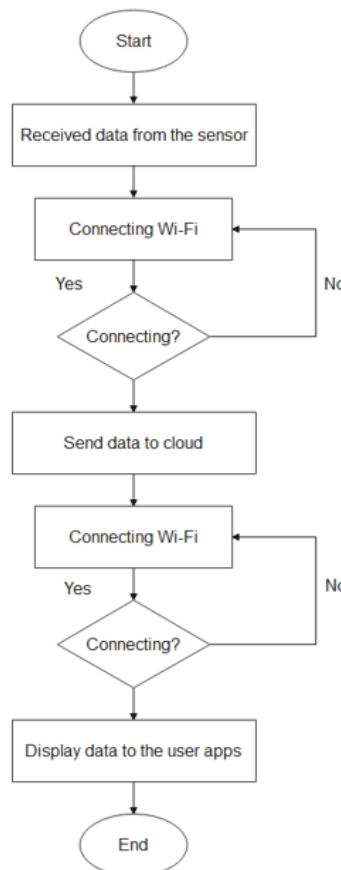 Start
Received data from the sensor
Connecting Wi-Fi
Yes
No
Connecting?
Send data to cloud
Connecting Wi-Fi
Yes
No
Connecting?
Display data to the user apps
End